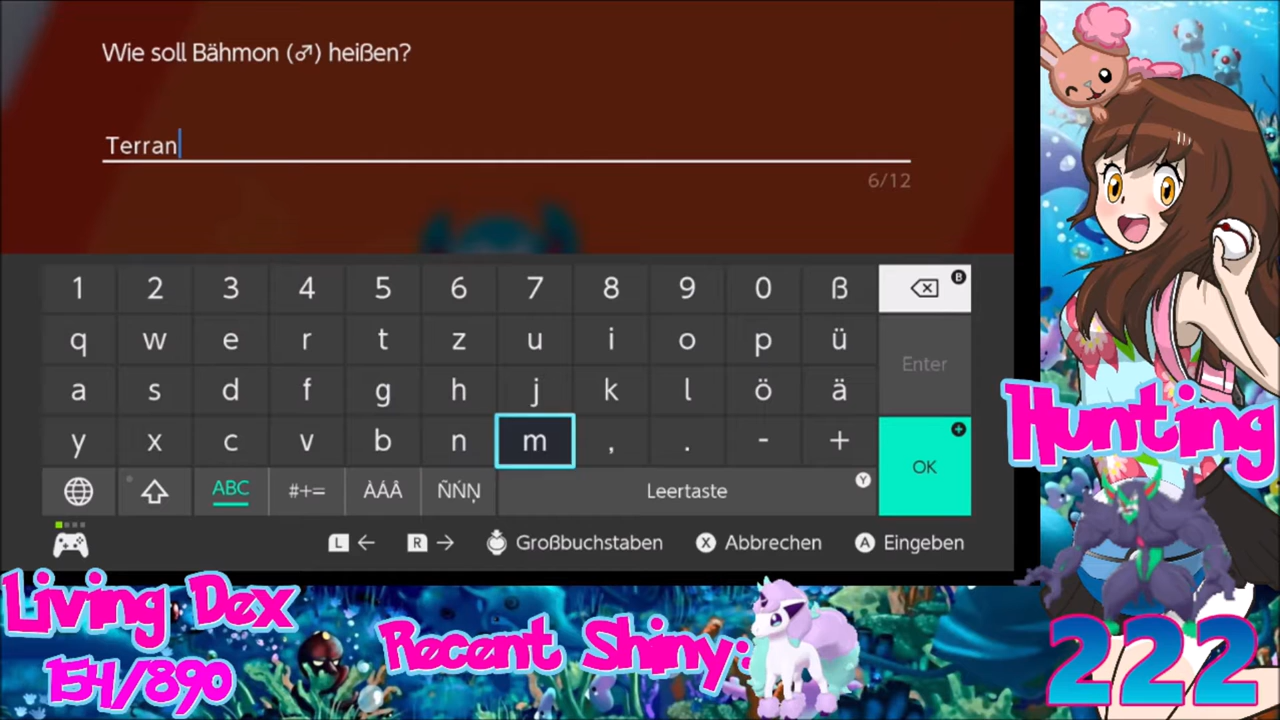 Wie soll Bähmon (♂) heißen?
Terran
6/12
1 2 3 4 5 6 7 8 9 0 ß B
q w e r t z u i o p ü Enter
a s d f g h j k l ö ä
y x c v b n m , . - + OK +
ABC #+= ÀÁÂ ÑŃŅ Leertaste Y
L ← R → Großbuchstaben X Abbrechen A Eingeben
Hunting
222
Living Dex
154/890
Recent Shiny: